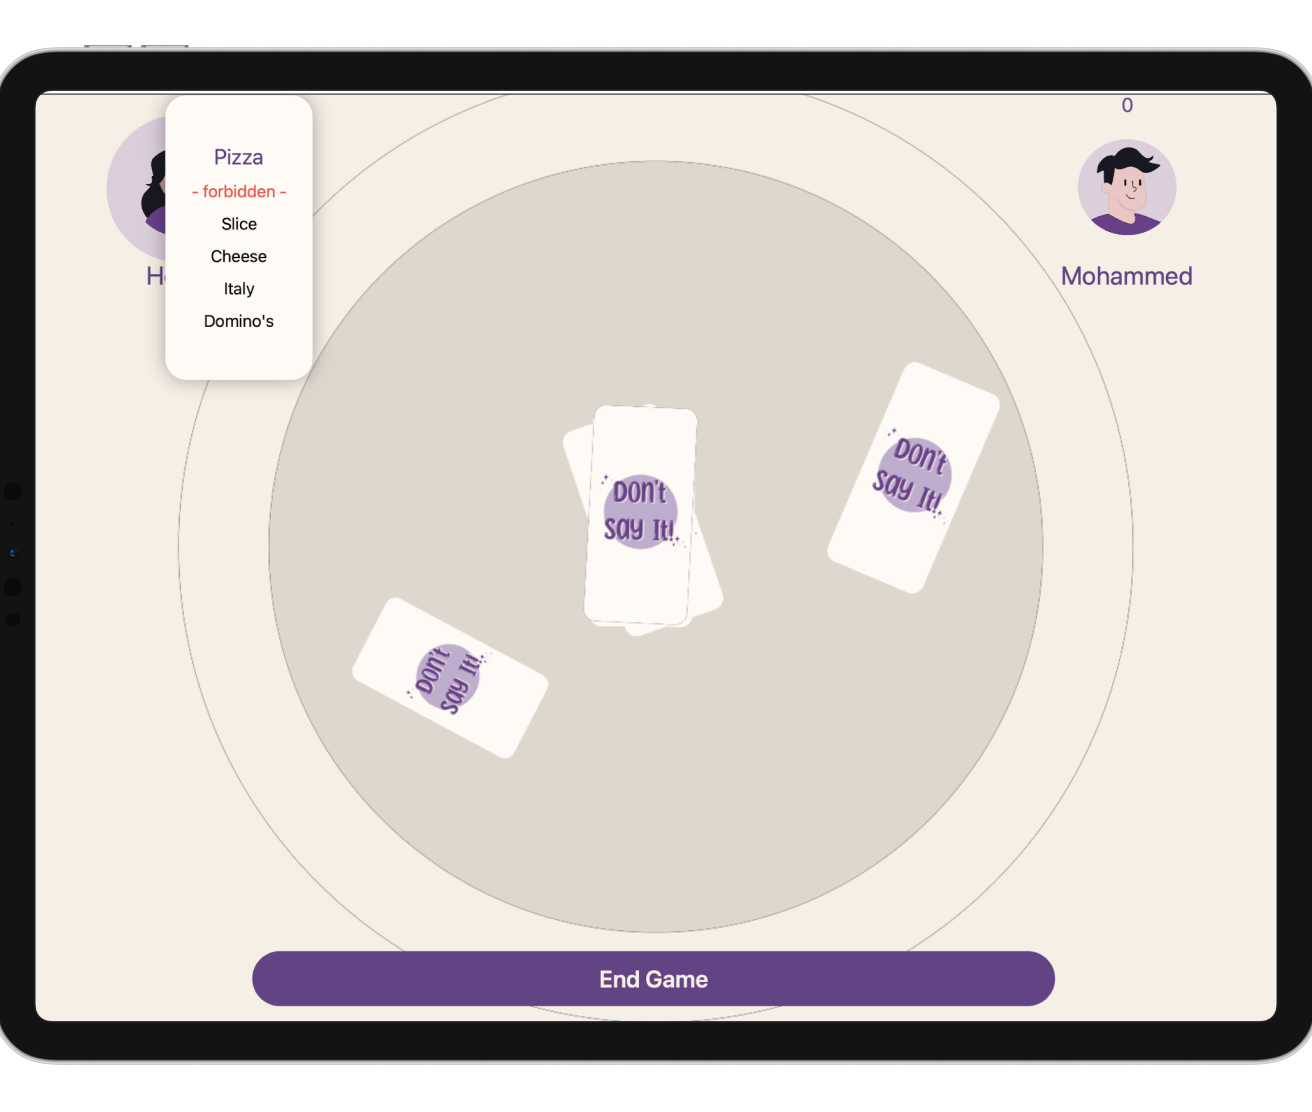 0
Pizza
- forbidden -
Slice
Cheese
Italy
Domino's
Mohammed
Don't
say It!
Don't
say It!
Don't
say It!
End Game